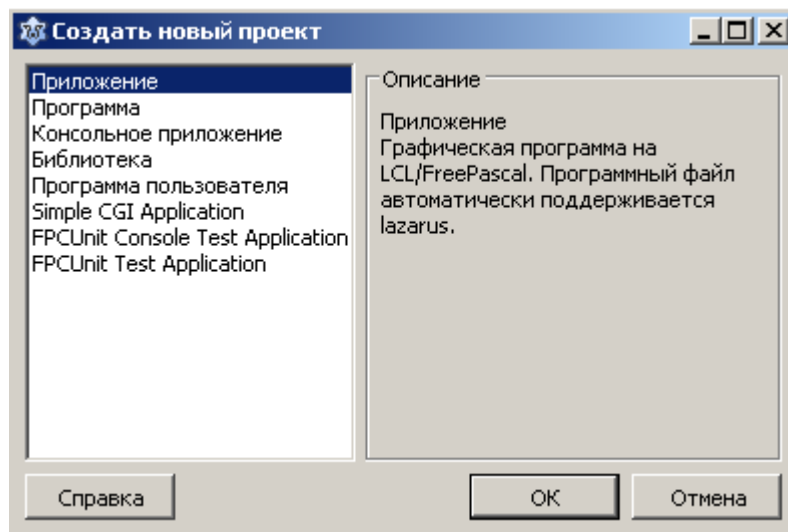 Создать новый проект
Приложение
Программа
Консольное приложение
Библиотека
Программа пользователя
Simple CGI Application
FPCUnit Console Test Application
FPCUnit Test Application
Описание
Приложение
Графическая программа на
LCL/FreePascal. Программный файл
автоматически поддерживается
lazarus.
Справка
ОК
Отмена